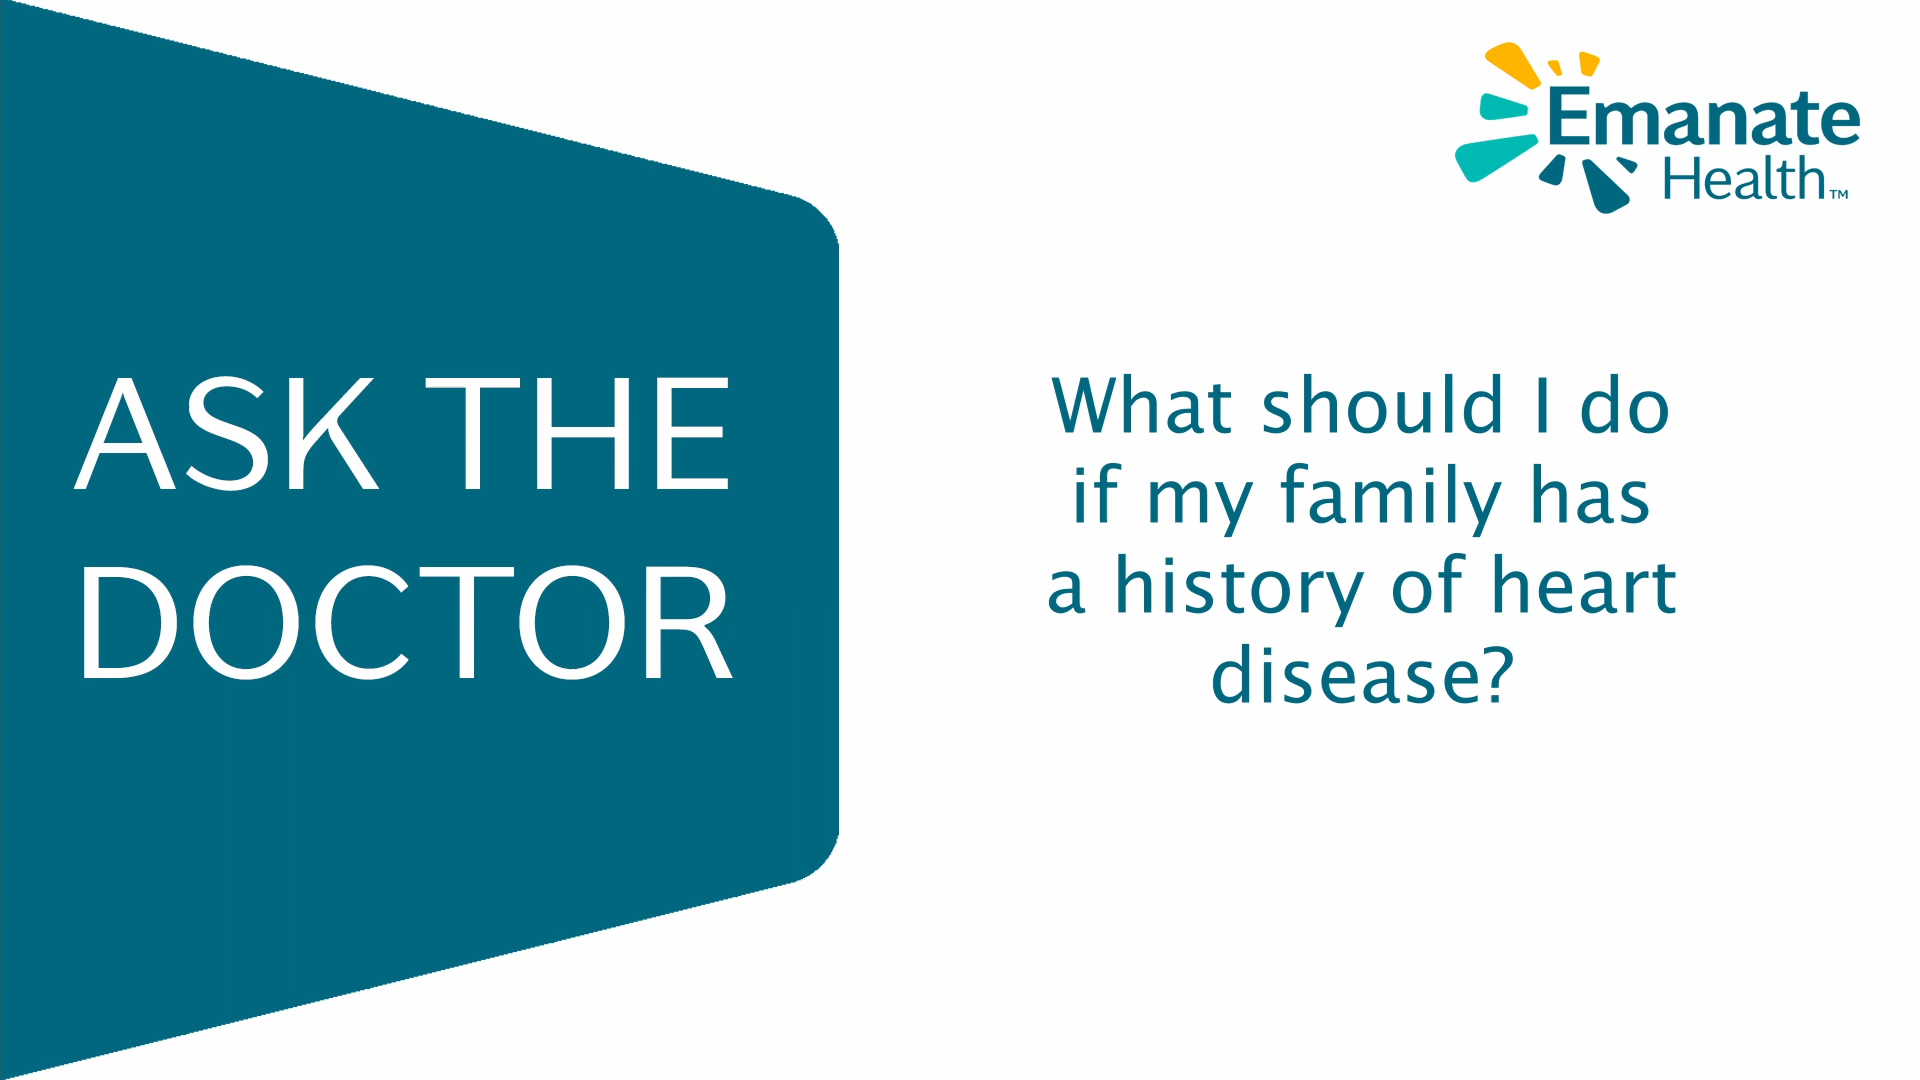 ASK THE
DOCTOR
Emanate
Health™
What should I do
if my family has
a history of heart
disease?